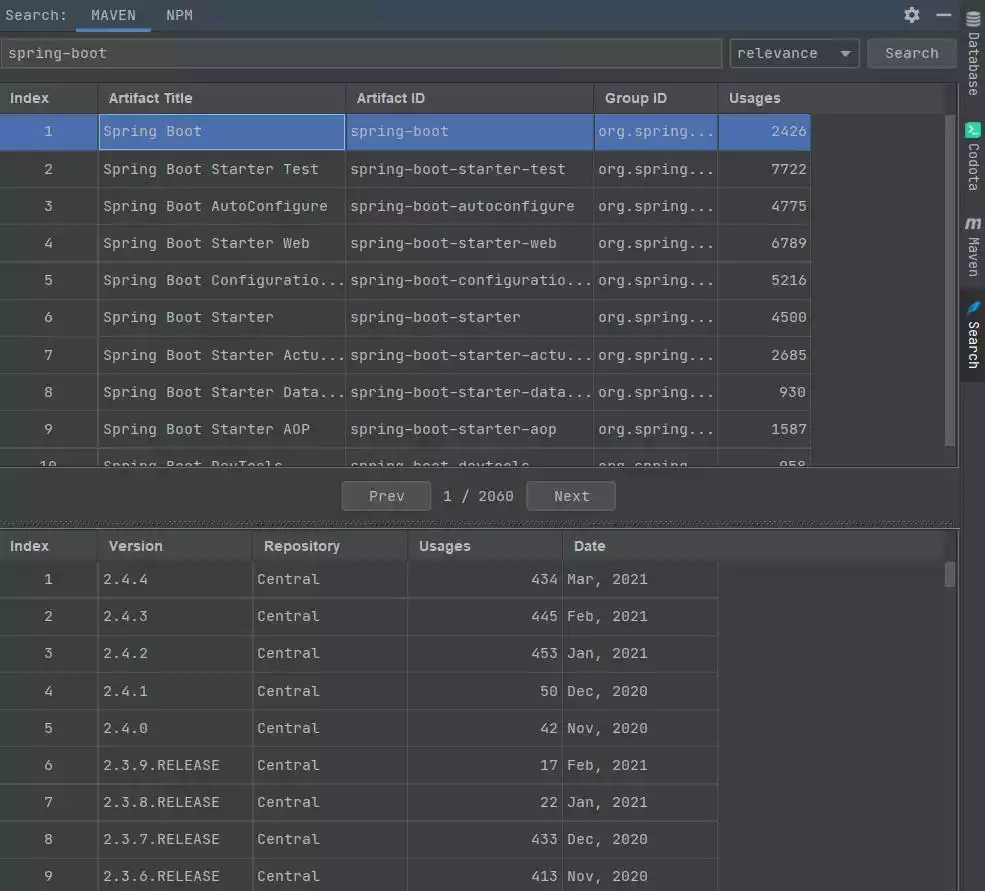 Search: MAVEN NPM
spring-boot relevance Search
Index Artifact Title Artifact ID Group ID Usages
1 Spring Boot spring-boot org.spring... 2426
2 Spring Boot Starter Test spring-boot-starter-test org.spring... 7722
3 Spring Boot AutoConfigure spring-boot-autoconfigure org.spring... 4775
4 Spring Boot Starter Web spring-boot-starter-web org.spring... 6789
5 Spring Boot Configuratio... spring-boot-configuratio... org.spring... 5216
6 Spring Boot Starter spring-boot-starter org.spring... 4500
7 Spring Boot Starter Actu... spring-boot-starter-actu... org.spring... 2685
8 Spring Boot Starter Data... spring-boot-starter-data... org.spring... 930
9 Spring Boot Starter AOP spring-boot-starter-aop org.spring... 1587
10 Spring Boot DevTools spring-boot-devtools org.spring... 958
Prev 1 / 2060 Next
Index Version Repository Usages Date
1 2.4.4 Central 434 Mar, 2021
2 2.4.3 Central 445 Feb, 2021
3 2.4.2 Central 453 Jan, 2021
4 2.4.1 Central 50 Dec, 2020
5 2.4.0 Central 42 Nov, 2020
6 2.3.9.RELEASE Central 17 Feb, 2021
7 2.3.8.RELEASE Central 22 Jan, 2021
8 2.3.7.RELEASE Central 433 Dec, 2020
9 2.3.6.RELEASE Central 413 Nov, 2020
Database
Codota
m Maven
Search